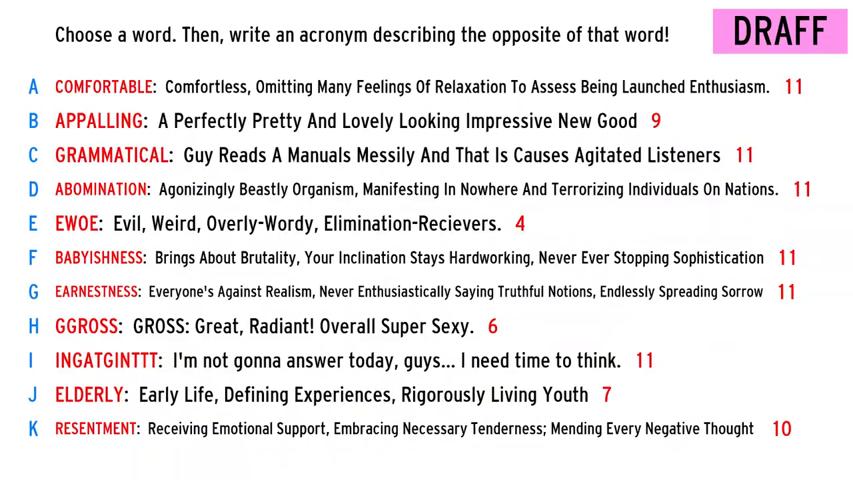 Choose a word. Then, write an acronym describing the opposite of that word!
DRAFF
A COMFORTABLE: Comfortless, Omitting Many Feelings Of Relaxation To Assess Being Launched Enthusiasm. 11
B APPALLING: A Perfectly Pretty And Lovely Looking Impressive New Good 9
C GRAMMATICAL: Guy Reads A Manuals Messily And That Is Causes Agitated Listeners 11
D ABOMINATION: Agonizingly Beastly Organism, Manifesting In Nowhere And Terrorizing Individuals On Nations. 11
E EWOE: Evil, Weird, Overly-Wordy, Elimination-Recievers. 4
F BABYISHNESS: Brings About Brutality, Your Inclination Stays Hardworking, Never Ever Stopping Sophistication 11
G EARNESTNESS: Everyone's Against Realism, Never Enthusiastically Saying Truthful Notions, Endlessly Spreading Sorrow 11
H GGROSS: GROSS: Great, Radiant! Overall Super Sexy. 6
I INGATGINTTT: I'm not gonna answer today, guys... I need time to think. 11
J ELDERLY: Early Life, Defining Experiences, Rigorously Living Youth 7
K RESENTMENT: Receiving Emotional Support, Embracing Necessary Tenderness; Mending Every Negative Thought 10